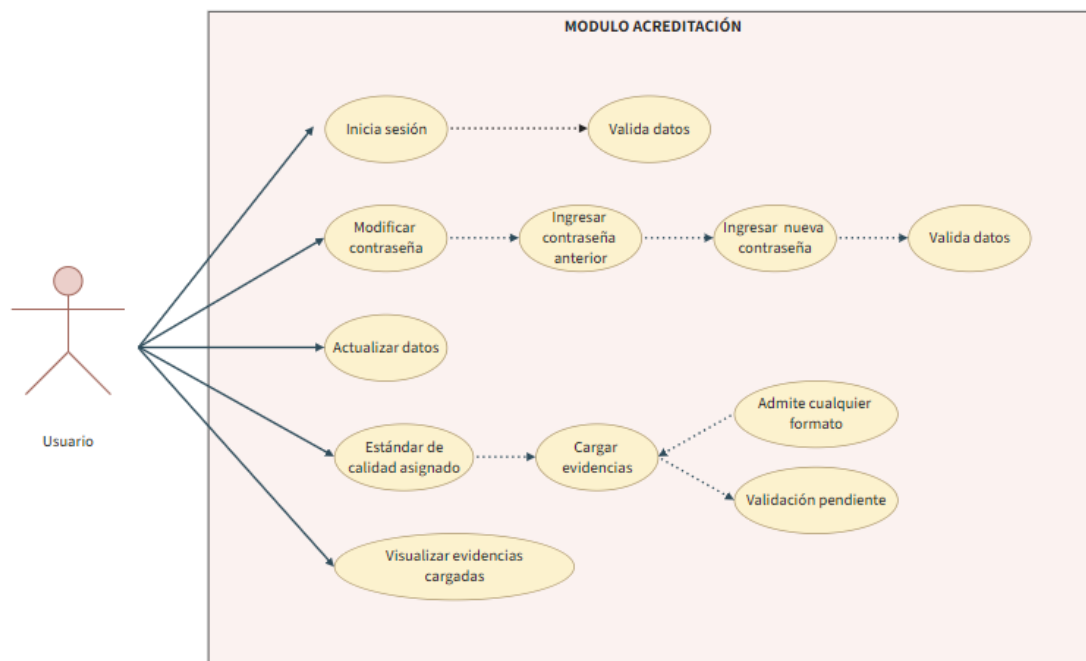 MODULO ACREDITACIÓN
Inicia sesión
Valida datos
Modificar
contraseña
Ingresar
contraseña
anterior
Ingresar nueva
contraseña
Valida datos
Actualizar datos
Usuario
Estándar de
calidad asignado
Cargar
evidencias
Admite cualquier
formato
Validación pendiente
Visualizar evidencias
cargadas